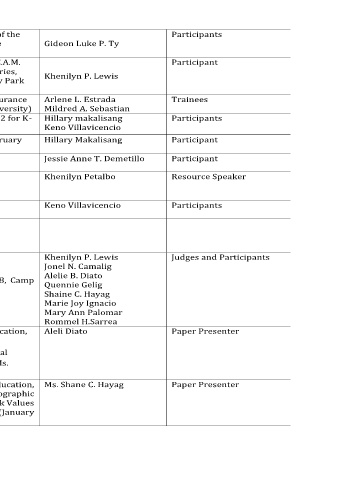 of the
Gideon Luke P. Ty
Participants
.A.M.
ries,
Park
Khenilyn P. Lewis
Participant
urance
versity)
Arlene L. Estrada
Mildred A. Sebastian
Trainees
2 for K-
Hillary makalisang
Keno Villavicencio
Participants
ruary
Hillary Makalisang
Participant
Jessie Anne T. Demetillo
Participant
Khenilyn Petalbo
Resource Speaker
Keno Villavicencio
Participants
8, Camp
Khenilyn P. Lewis
Jonel N. Camalig
Alelie B. Diato
Quennie Gelig
Shaine C. Hayag
Marie Joy Ignacio
Mary Ann Palomar
Rommel H.Sarrea
Judges and Participants
cation,
al
ds.
Aleli Diato
Paper Presenter
ducation,
ographic
k Values
(January
Ms. Shane C. Hayag
Paper Presenter